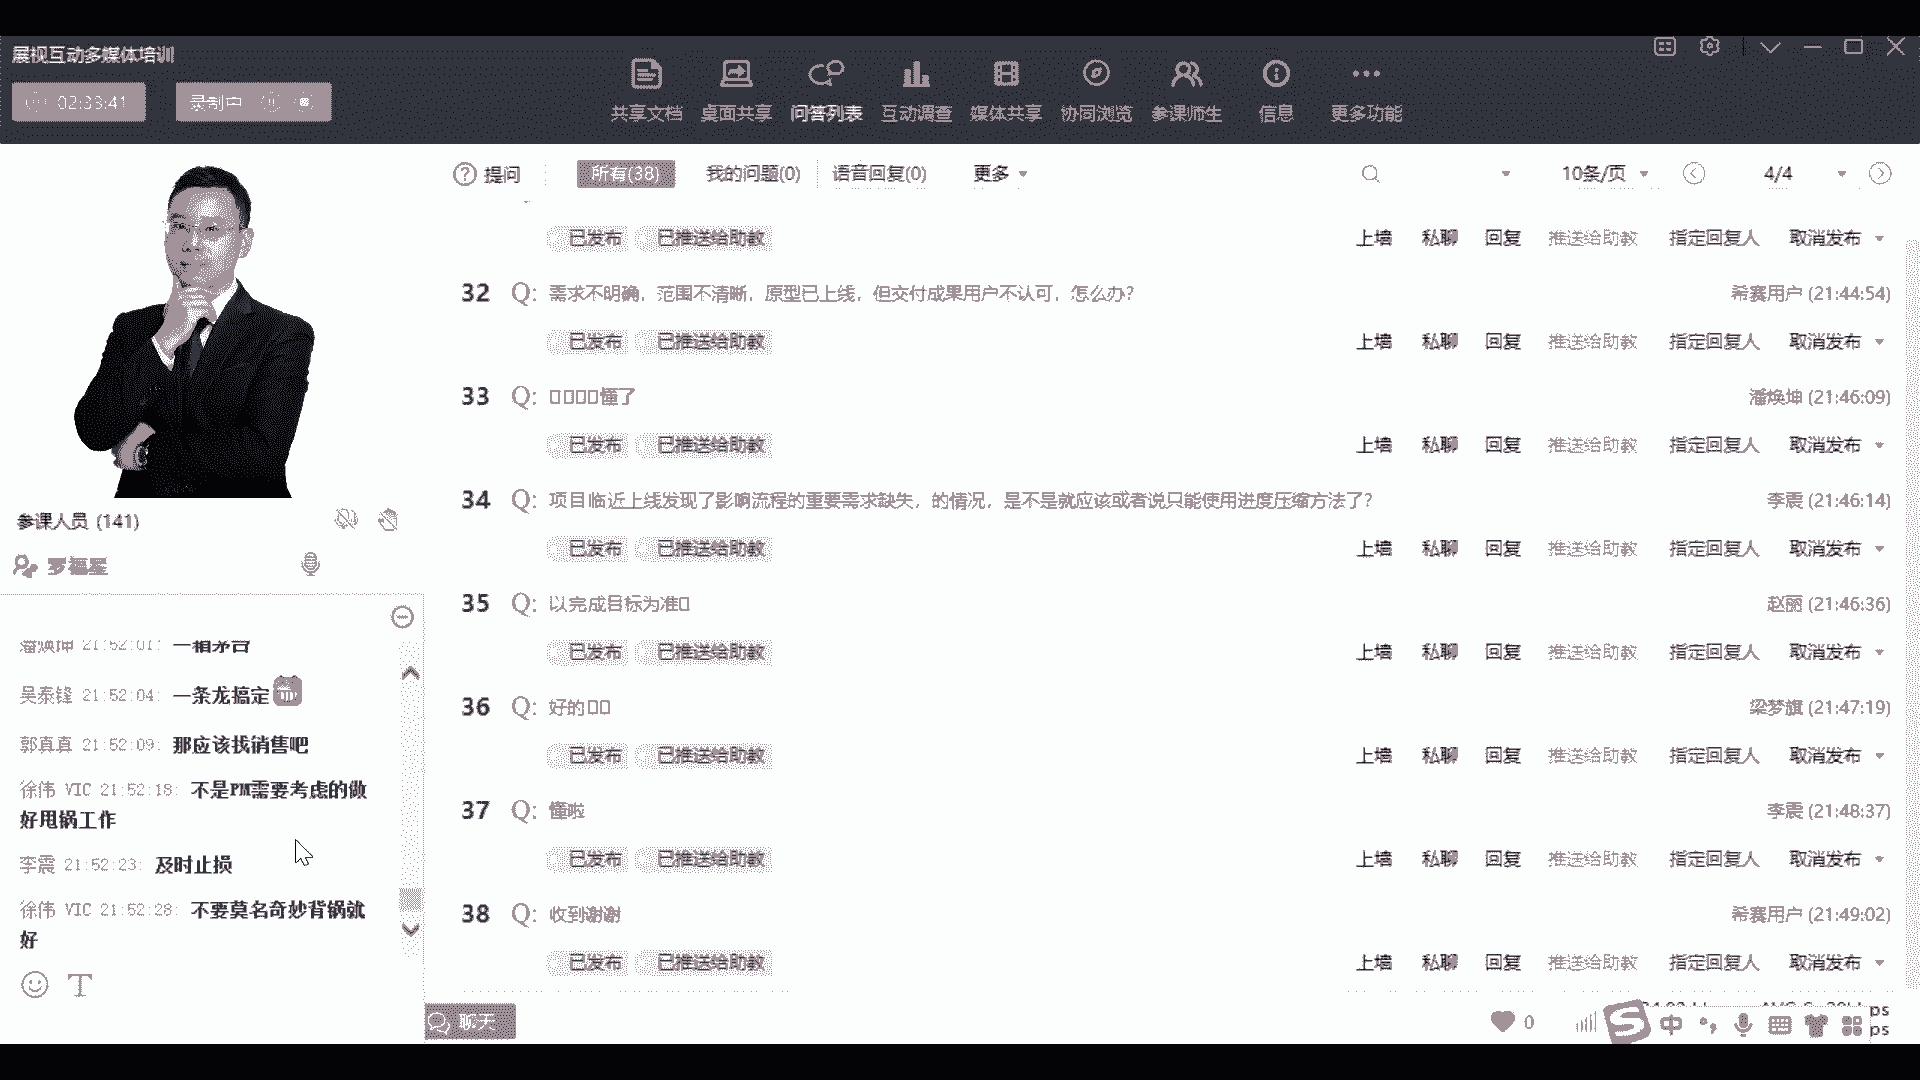 展视互动多媒体培训
02:33:41
录制中
共享文档
桌面共享
问答列表
互动调查
媒体共享
协同浏览
参课师生
信息
更多功能
提问
所有(38)
我的问题(0)
语音回复(0)
更多
10条/页
4/4
已发布 已推送给助教 上墙 私聊 回复 推送给助教 指定回复人 取消发布
32 Q: 需求不明确，范围不清晰，原型已上线，但交付成果用户不认可，怎么办? 希赛用户 (21:44:54)
已发布 已推送给助教 上墙 私聊 回复 推送给助教 指定回复人 取消发布
33 Q: 懂了 潘焕坤 (21:46:09)
已发布 已推送给助教 上墙 私聊 回复 推送给助教 指定回复人 取消发布
34 Q: 项目临近上线发现了影响流程的重要需求缺失，的情况，是不是就应该或者说只能使用进度压缩方法了? 李震 (21:46:14)
已发布 已推送给助教 上墙 私聊 回复 推送给助教 指定回复人 取消发布
35 Q: 以完成目标为准 赵丽 (21:46:36)
已发布 已推送给助教 上墙 私聊 回复 推送给助教 指定回复人 取消发布
36 Q: 好的 梁梦旗 (21:47:19)
已发布 已推送给助教 上墙 私聊 回复 推送给助教 指定回复人 取消发布
37 Q: 懂啦 李震 (21:48:37)
已发布 已推送给助教 上墙 私聊 回复 推送给助教 指定回复人 取消发布
38 Q: 收到谢谢 希赛用户 (21:49:02)
已发布 已推送给助教 上墙 私聊 回复 推送给助教 指定回复人 取消发布
参课人员 (141)
罗福星
潘焕坤 21:52:01:
吴泰锋 21:52:04: 一条龙搞定
郭真真 21:52:09: 那应该找销售吧
徐伟 VIC 21:52:18: 不是PM需要考虑的做
好甩锅工作
李震 21:52:23: 及时止损
徐伟 VIC 21:52:28: 不要莫名奇妙背锅就
好
聊天
0
中
ps
ps